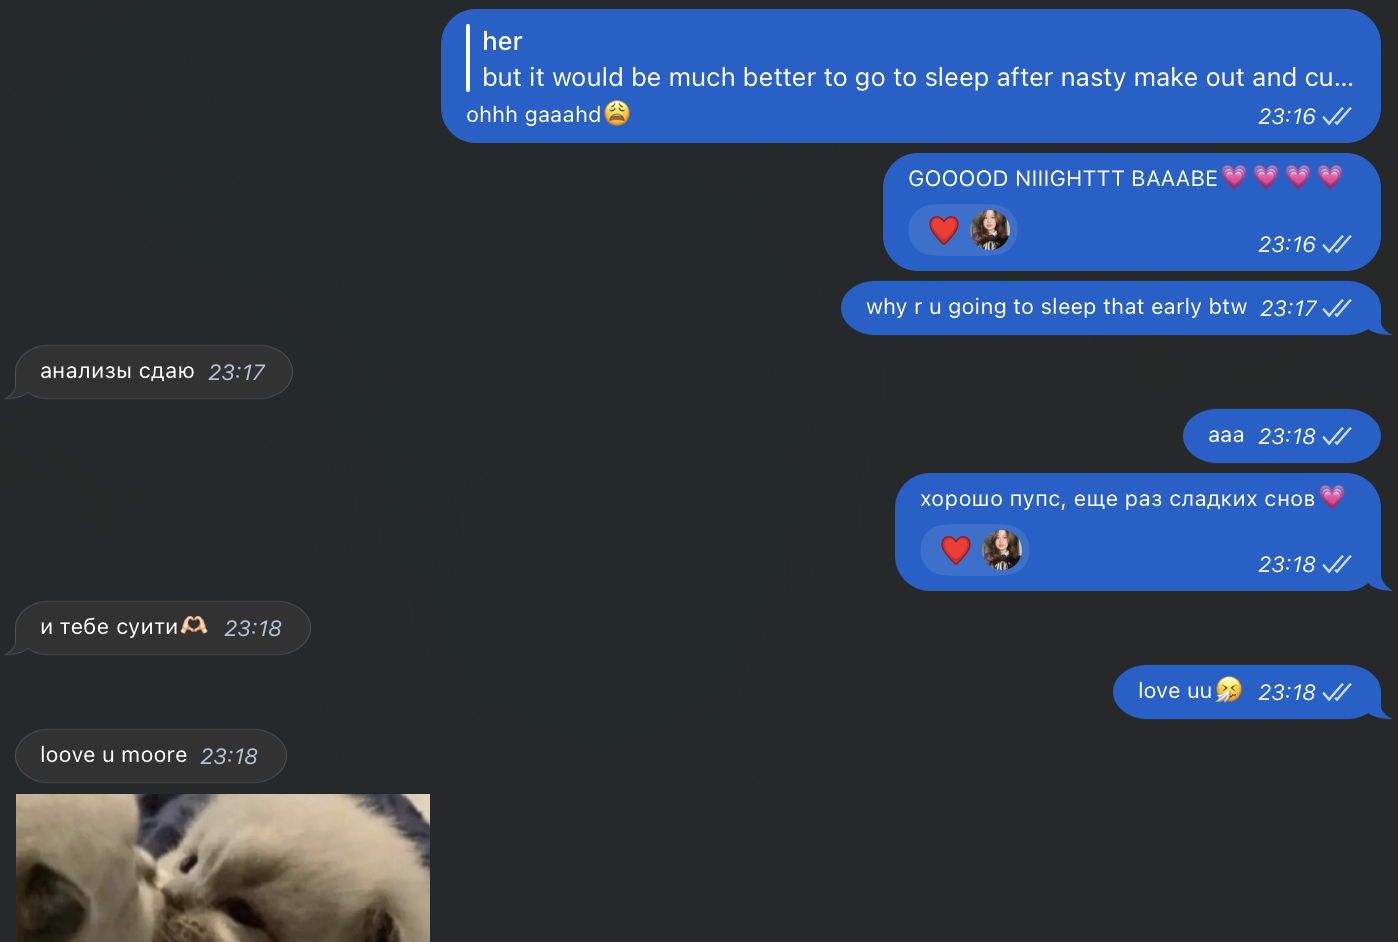 her
but it would be much better to go to sleep after nasty make out and cu...
ohhh gaaahd😩 23:16
GOOOOD NIIIGHTTT BAAABE💗💗💗💗
❤️ 23:16
why r u going to sleep that early btw 23:17
анализы сдаю 23:17
aaa 23:18
хорошо пупс, еще раз сладких снов💗
❤️ 23:18
и тебе суити🫶🏻 23:18
love uu🤧 23:18
loove u moore 23:18